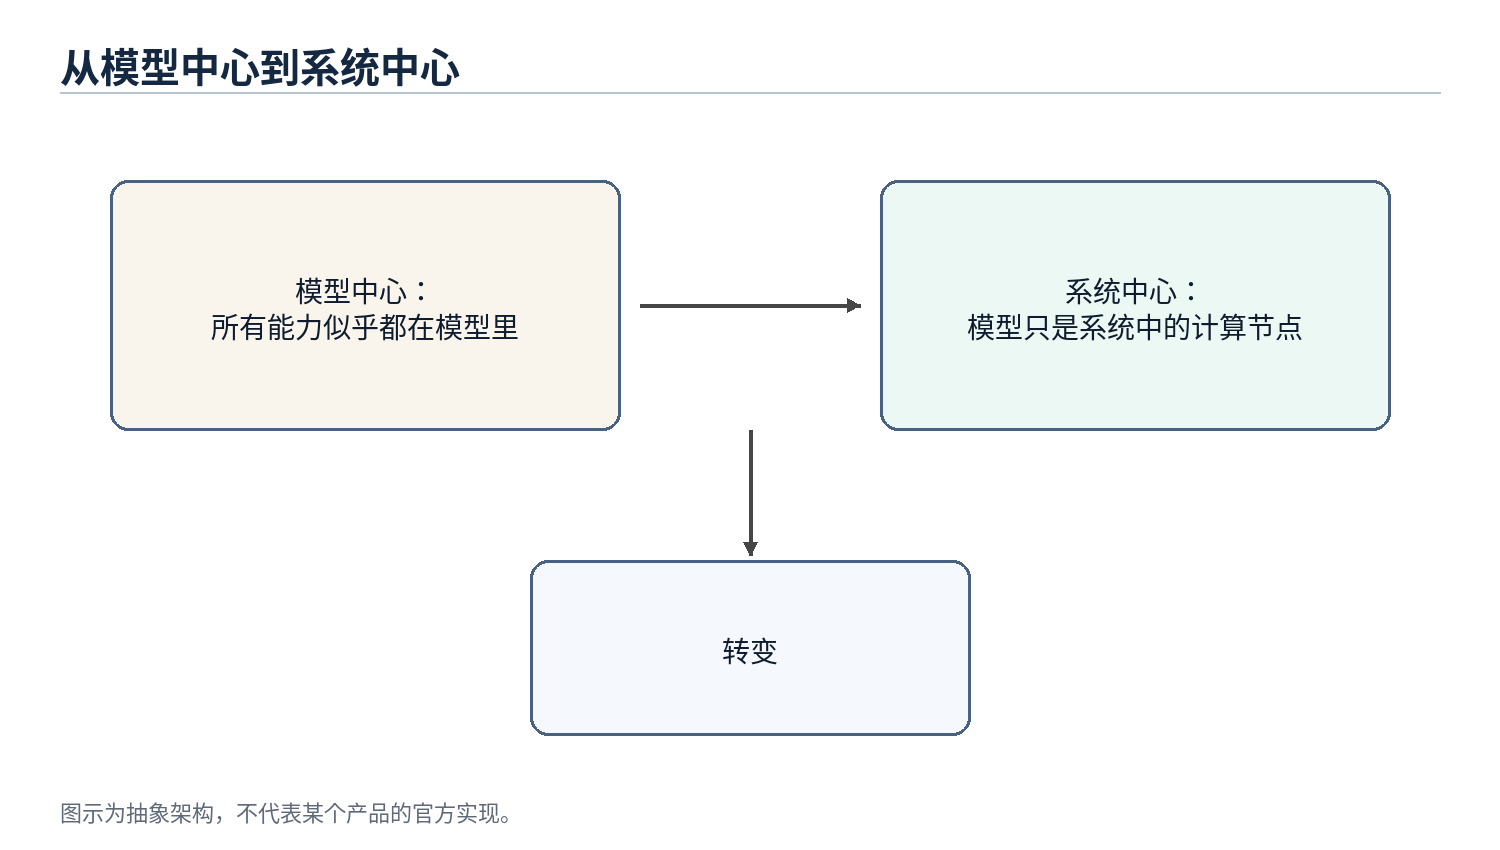 从模型中心到系统中心
模型中心：
所有能力似乎都在模型里
系统中心：
模型只是系统中的计算节点
转变
图示为抽象架构，不代表某个产品的官方实现。